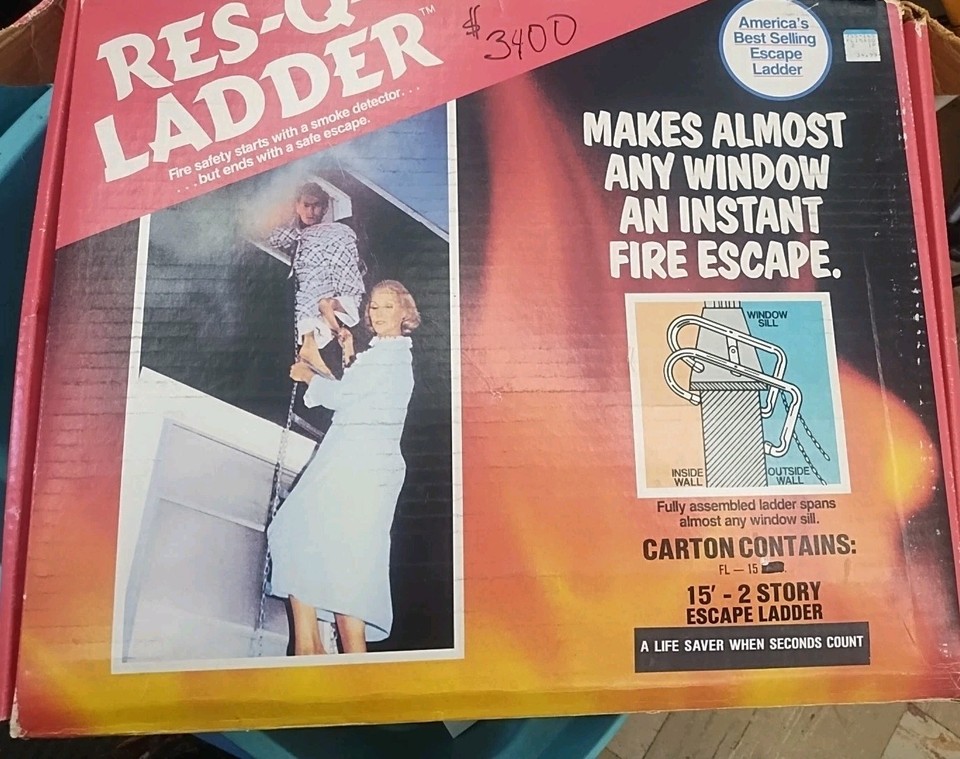 RES-Q-
LADDER™
$3400
Fire safety starts with a smoke detector...
...but ends with a safe escape.
America's
Best Selling
Escape
Ladder
MAKES ALMOST
ANY WINDOW
AN INSTANT
FIRE ESCAPE.
WINDOW
SILL
INSIDE
WALL
OUTSIDE
WALL
Fully assembled ladder spans
almost any window sill.
CARTON CONTAINS:
FL — 15
15' - 2 STORY
ESCAPE LADDER
A LIFE SAVER WHEN SECONDS COUNT